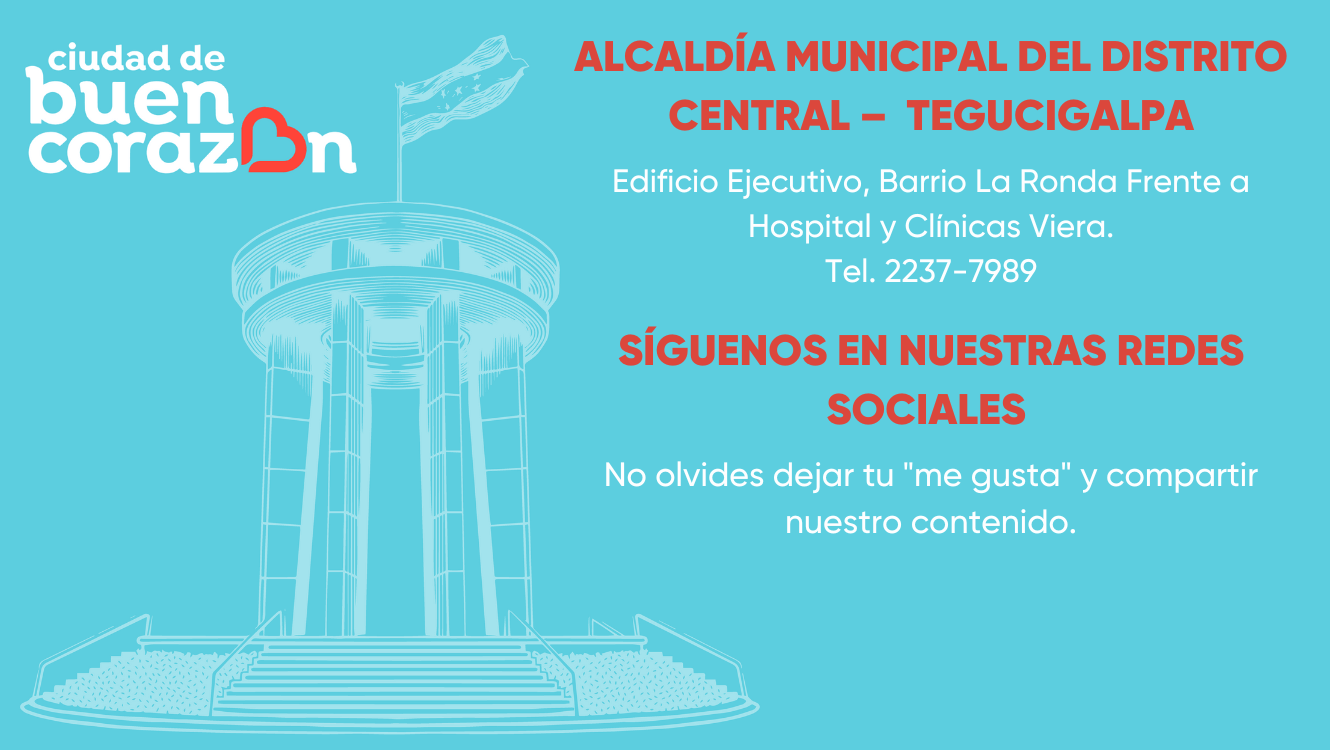 ciudad de
buen
corazón
ALCALDÍA MUNICIPAL DEL DISTRITO
CENTRAL – TEGUCIGALPA
Edificio Ejecutivo, Barrio La Ronda Frente a
Hospital y Clínicas Viera.
Tel. 2237-7989
SÍGUENOS EN NUESTRAS REDES
SOCIALES
No olvides dejar tu "me gusta" y compartir
nuestro contenido.